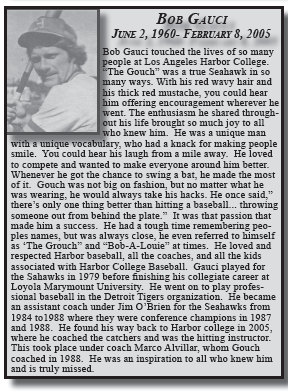 BOB GAUCI
JUNE 2, 1960- FEBRUARY 8, 2005
Bob Gauci touched the lives of so many
people at Los Angeles Harbor College.
“The Gouch” was a true Seahawk in so
many ways. With his red wavy hair and
his thick red mustache, you could hear
him offering encouragement wherever he
went. The enthusiasm he shared through-
out his life brought so much joy to all
who knew him.  He was a unique man
with a unique vocabulary, who had a knack for making people
smile.  You could hear his laugh from a mile away.  He loved
to compete and wanted to make everyone around him better.
Whenever he got the chance to swing a bat, he made the most
of it.  Gouch was not big on fashion, but no matter what he
was wearing, he would always take his hacks. He once said,”
there’s only one thing better than hitting a baseball... throwing
someone out from behind the plate.”  It was that passion that
made him a success.  He had a tough time remembering peo-
ples names, but was always close, he even referred to himself
as ‘The Grouch” and “Bob-A-Louie” at times.  He loved and
respected Harbor baseball, all the coaches, and all the kids
associated with Harbor College Baseball.  Gauci played for
the Sahawks in 1979 before finishing his collegiate career at
Loyola Marymount University.  He went on to play profes-
sional baseball in the Detroit Tigers organization.  He became
an assistant coach under Jim O’Brien for the Seahawks from
1984 to1988 where they were conference champions in 1987
and 1988.  He found his way back to Harbor college in 2005,
where he coached the catchers and was the hitting instructor.
This took place under coach Marco Alvillar, whom Gouch
coached in 1988.  He was an inspiration to all who knew him
and is truly missed.